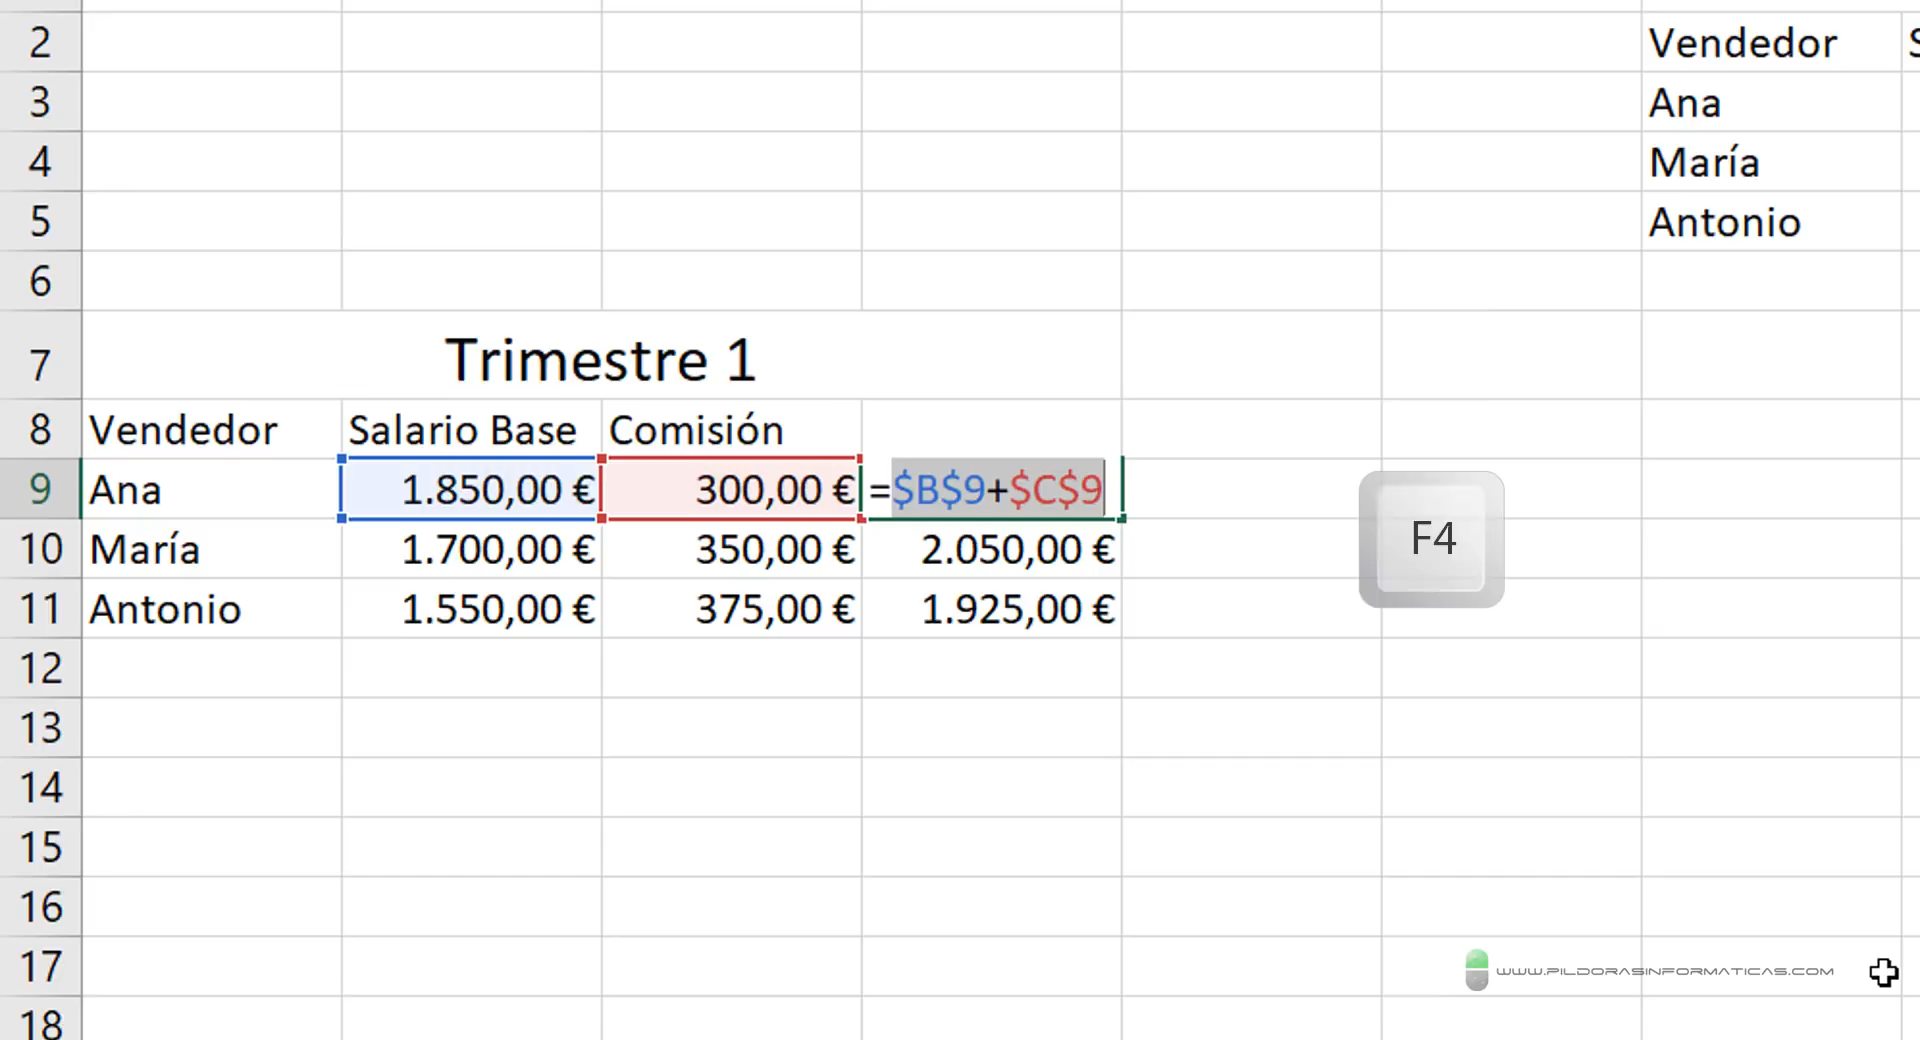 2 Vendedor S
3 Ana
4 María
5 Antonio
6
7 Trimestre 1
8 Vendedor Salario Base Comisión
9 Ana 1.850,00 € 300,00 € =$B$9+$C$9
F4
10 María 1.700,00 € 350,00 € 2.050,00 €
11 Antonio 1.550,00 € 375,00 € 1.925,00 €
12
13
14
15
16
17
WWW.PILDORASINFORMATICAS.COM
18